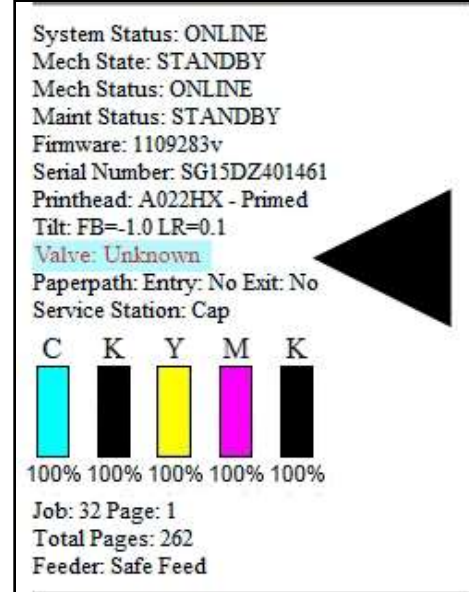 System Status: ONLINE
Mech State: STANDBY
Mech Status: ONLINE
Maint Status: STANDBY
Firmware: 1109283v
Serial Number: SG15DZ401461
Printhead: A022HX - Primed
Tilt: FB=-1.0 LR=0.1
Valve: Unknown
Paperpath: Entry: No Exit: No
Service Station: Cap
C K Y M K
100% 100% 100% 100% 100%
Job: 32 Page: 1
Total Pages: 262
Feeder: Safe Feed